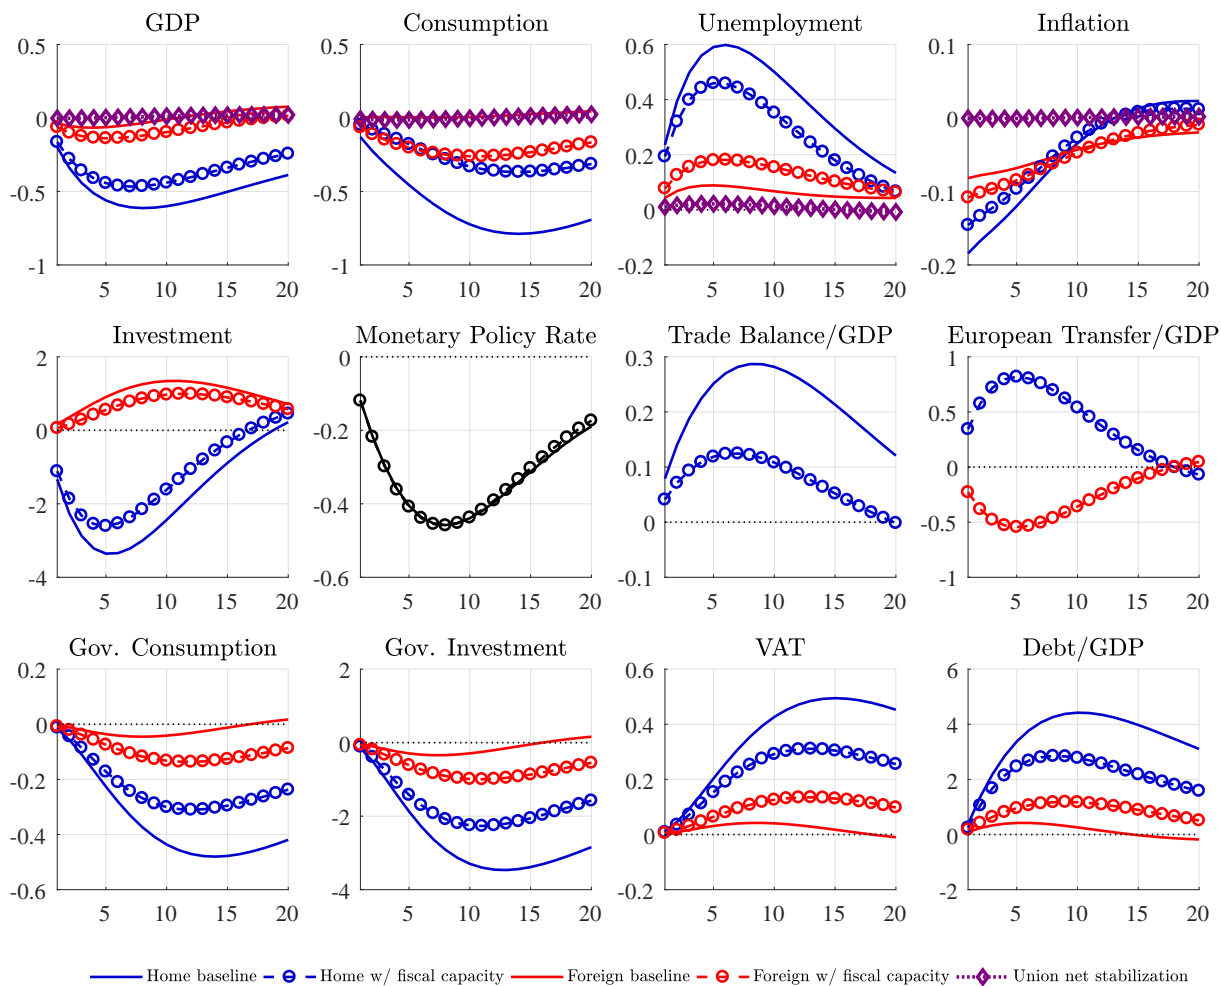 GDP
Consumption
Unemployment
Inflation
0.5
0
-0.5
-1
5 10 15 20
0.5
0
-0.5
-1
5 10 15 20
0.6
0.4
0.2
0
-0.2
5 10 15 20
0.1
0
-0.1
-0.2
5 10 15 20
Investment
Monetary Policy Rate
Trade Balance/GDP
European Transfer/GDP
2
0
-2
-4
5 10 15 20
0
-0.2
-0.4
-0.6
5 10 15 20
0.3
0.2
0.1
0
-0.1
5 10 15 20
1
0.5
0
-0.5
-1
5 10 15 20
Gov. Consumption
Gov. Investment
VAT
Debt/GDP
0.2
0
-0.2
-0.4
-0.6
5 10 15 20
2
0
-2
-4
5 10 15 20
0.6
0.4
0.2
0
-0.2
5 10 15 20
6
4
2
0
-2
5 10 15 20
Home baseline Home w/ fiscal capacity Foreign baseline Foreign w/ fiscal capacity Union net stabilization